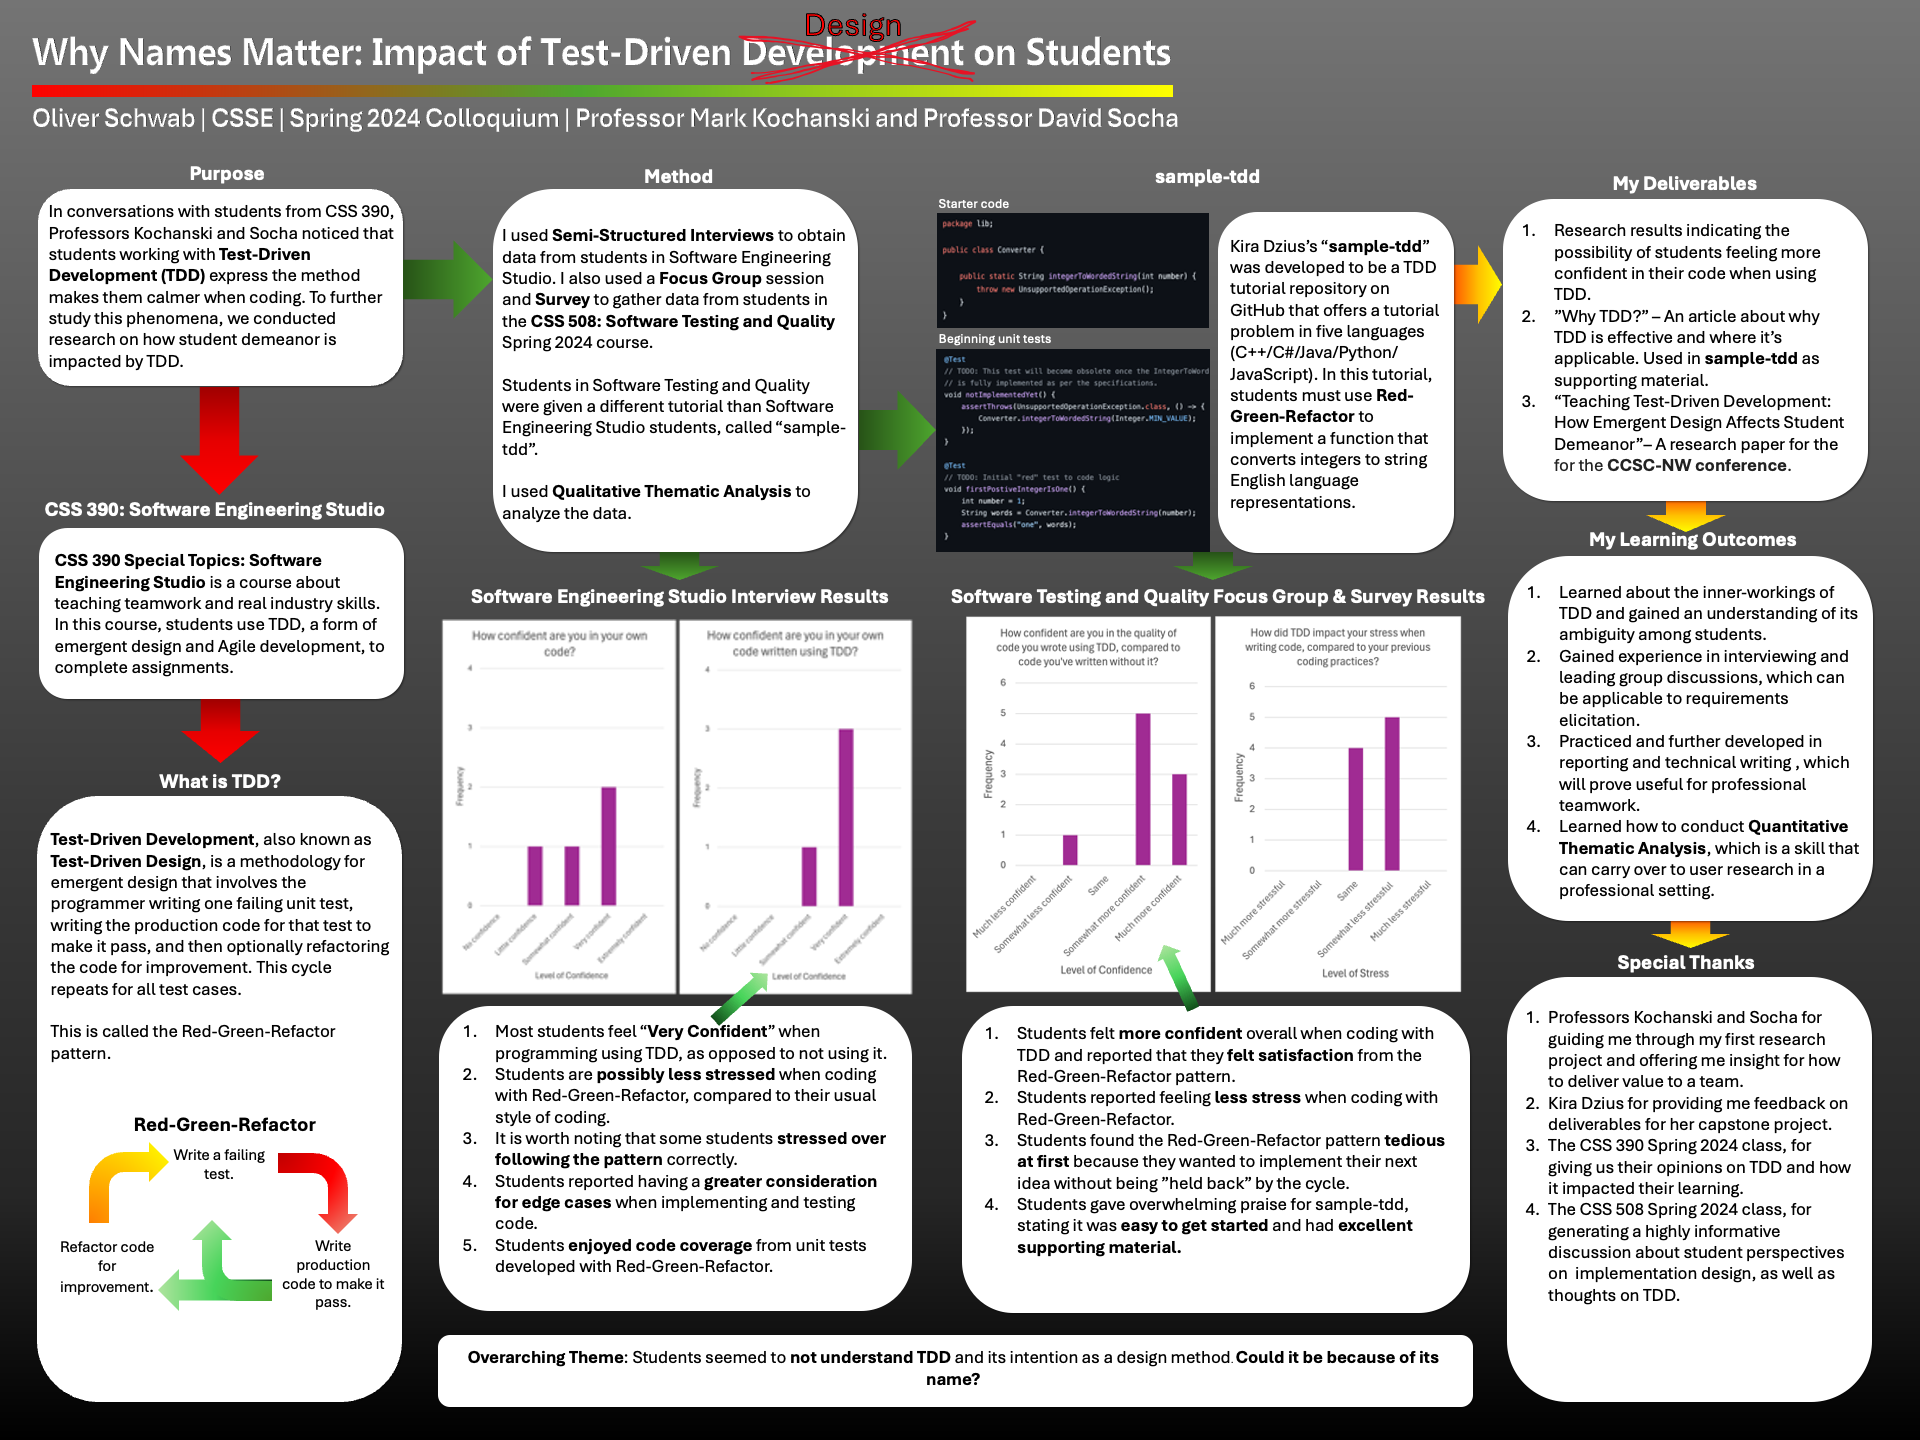 Design
Why Names Matter: Impact of Test-Driven Development on Students
Oliver Schwab | CSSE | Spring 2024 Colloquium | Professor Mark Kochanski and Professor David Socha
Purpose
In conversations with students from CSS 390,
Professors Kochanski and Socha noticed that
students working with Test-Driven
Development (TDD) express the method
makes them calmer when coding. To further
study this phenomena, we conducted
research on how student demeanor is
impacted by TDD.
CSS 390: Software Engineering Studio
CSS 390 Special Topics: Software
Engineering Studio is a course about
teaching teamwork and real industry skills.
In this course, students use TDD, a form of
emergent design and Agile development, to
complete assignments.
What is TDD?
Test-Driven Development, also known as
Test-Driven Design, is a methodology for
emergent design that involves the
programmer writing one failing unit test,
writing the production code for that test to
make it pass, and then optionally refactoring
the code for improvement. This cycle
repeats for all test cases.
This is called the Red-Green-Refactor
pattern.
Red-Green-Refactor
Write a failing
test.
Write
production
code to make it
pass.
Refactor code
for
improvement.
Method
I used Semi-Structured Interviews to obtain
data from students in Software Engineering
Studio. I also used a Focus Group session
and Survey to gather data from students in
the CSS 508: Software Testing and Quality
Spring 2024 course.
Students in Software Testing and Quality
were given a different tutorial than Software
Engineering Studio students, called “sample-
tdd”.
I used Qualitative Thematic Analysis to
analyze the data.
sample-tdd
Starter code
package lib;
public class Converter {
public static String integerToWordedString(int number) {
throw new UnsupportedOperationException();
}
}
Beginning unit tests
@Test
// TODO: This test will become obsolete once the IntegerToWord
// is fully implemented as per the specifications.
void notImplementedYet() {
assertThrows(UnsupportedOperationException.class, () -> {
Converter.integerToWordedString(Integer.MIN_VALUE);
});
}
@Test
// TODO: Initial "red" test to code logic
void firstPostiveIntegerIsOne() {
int number = 1;
String words = Converter.integerToWordedString(number);
assertEquals("one", words);
}
Kira Dzius’s “sample-tdd”
was developed to be a TDD
tutorial repository on
GitHub that offers a tutorial
problem in five languages
(C++/C#/Java/Python/
JavaScript). In this tutorial,
students must use Red-
Green-Refactor to
implement a function that
converts integers to string
English language
representations.
Software Engineering Studio Interview Results
How confident are you in your own
code?
4
3
2
1
0
Frequency
No confidence
Little confidence
Somewhat confident
Very confident
Extremely confident
Level of Confidence
How confident are you in your own
code written using TDD?
4
3
2
1
0
Frequency
No confidence
Little confidence
Somewhat confident
Very confident
Extremely confident
Level of Confidence
1. Most students feel “Very Confident” when
programming using TDD, as opposed to not using it.
2. Students are possibly less stressed when coding
with Red-Green-Refactor, compared to their usual
style of coding.
3. It is worth noting that some students stressed over
following the pattern correctly.
4. Students reported having a greater consideration
for edge cases when implementing and testing
code.
5. Students enjoyed code coverage from unit tests
developed with Red-Green-Refactor.
Software Testing and Quality Focus Group & Survey Results
How confident are you in the quality of
code you wrote using TDD, compared to
code you've written without it?
6
5
4
3
2
1
0
Frequency
Much less confident
Somewhat less confident
Same
Somewhat more confident
Much more confident
Level of Confidence
How did TDD impact your stress when
writing code, compared to your previous
coding practices?
6
5
4
3
2
1
0
Frequency
Much more stressful
Somewhat more stressful
Same
Somewhat less stressful
Much less stressful
Level of Stress
1. Students felt more confident overall when coding with
TDD and reported that they felt satisfaction from the
Red-Green-Refactor pattern.
2. Students reported feeling less stress when coding with
Red-Green-Refactor.
3. Students found the Red-Green-Refactor pattern tedious
at first because they wanted to implement their next
idea without being ”held back” by the cycle.
4. Students gave overwhelming praise for sample-tdd,
stating it was easy to get started and had excellent
supporting material.
Overarching Theme: Students seemed to not understand TDD and its intention as a design method. Could it be because of its
name?
My Deliverables
1. Research results indicating the
possibility of students feeling more
confident in their code when using
TDD.
2. ”Why TDD?” – An article about why
TDD is effective and where it’s
applicable. Used in sample-tdd as
supporting material.
3. “Teaching Test-Driven Development:
How Emergent Design Affects Student
Demeanor”– A research paper for the
for the CCSC-NW conference.
My Learning Outcomes
1. Learned about the inner-workings of
TDD and gained an understanding of its
ambiguity among students.
2. Gained experience in interviewing and
leading group discussions, which can
be applicable to requirements
elicitation.
3. Practiced and further developed in
reporting and technical writing , which
will prove useful for professional
teamwork.
4. Learned how to conduct Quantitative
Thematic Analysis, which is a skill that
can carry over to user research in a
professional setting.
Special Thanks
1. Professors Kochanski and Socha for
guiding me through my first research
project and offering me insight for how
to deliver value to a team.
2. Kira Dzius for providing me feedback on
deliverables for her capstone project.
3. The CSS 390 Spring 2024 class, for
giving us their opinions on TDD and how
it impacted their learning.
4. The CSS 508 Spring 2024 class, for
generating a highly informative
discussion about student perspectives
on implementation design, as well as
thoughts on TDD.